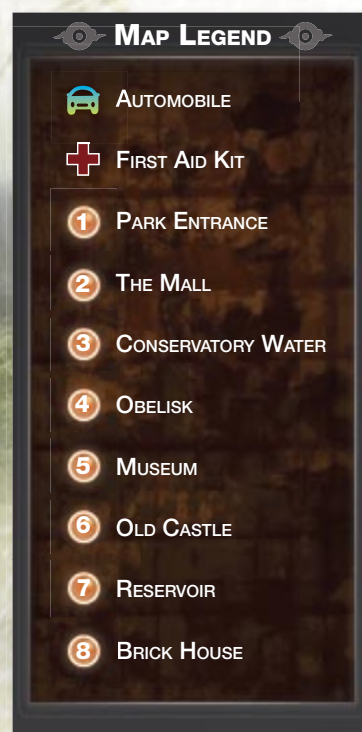 MAP LEGEND
AUTOMOBILE
FIRST AID KIT
1 PARK ENTRANCE
2 THE MALL
3 CONSERVATORY WATER
4 OBELISK
5 MUSEUM
6 OLD CASTLE
7 RESERVOIR
8 BRICK HOUSE